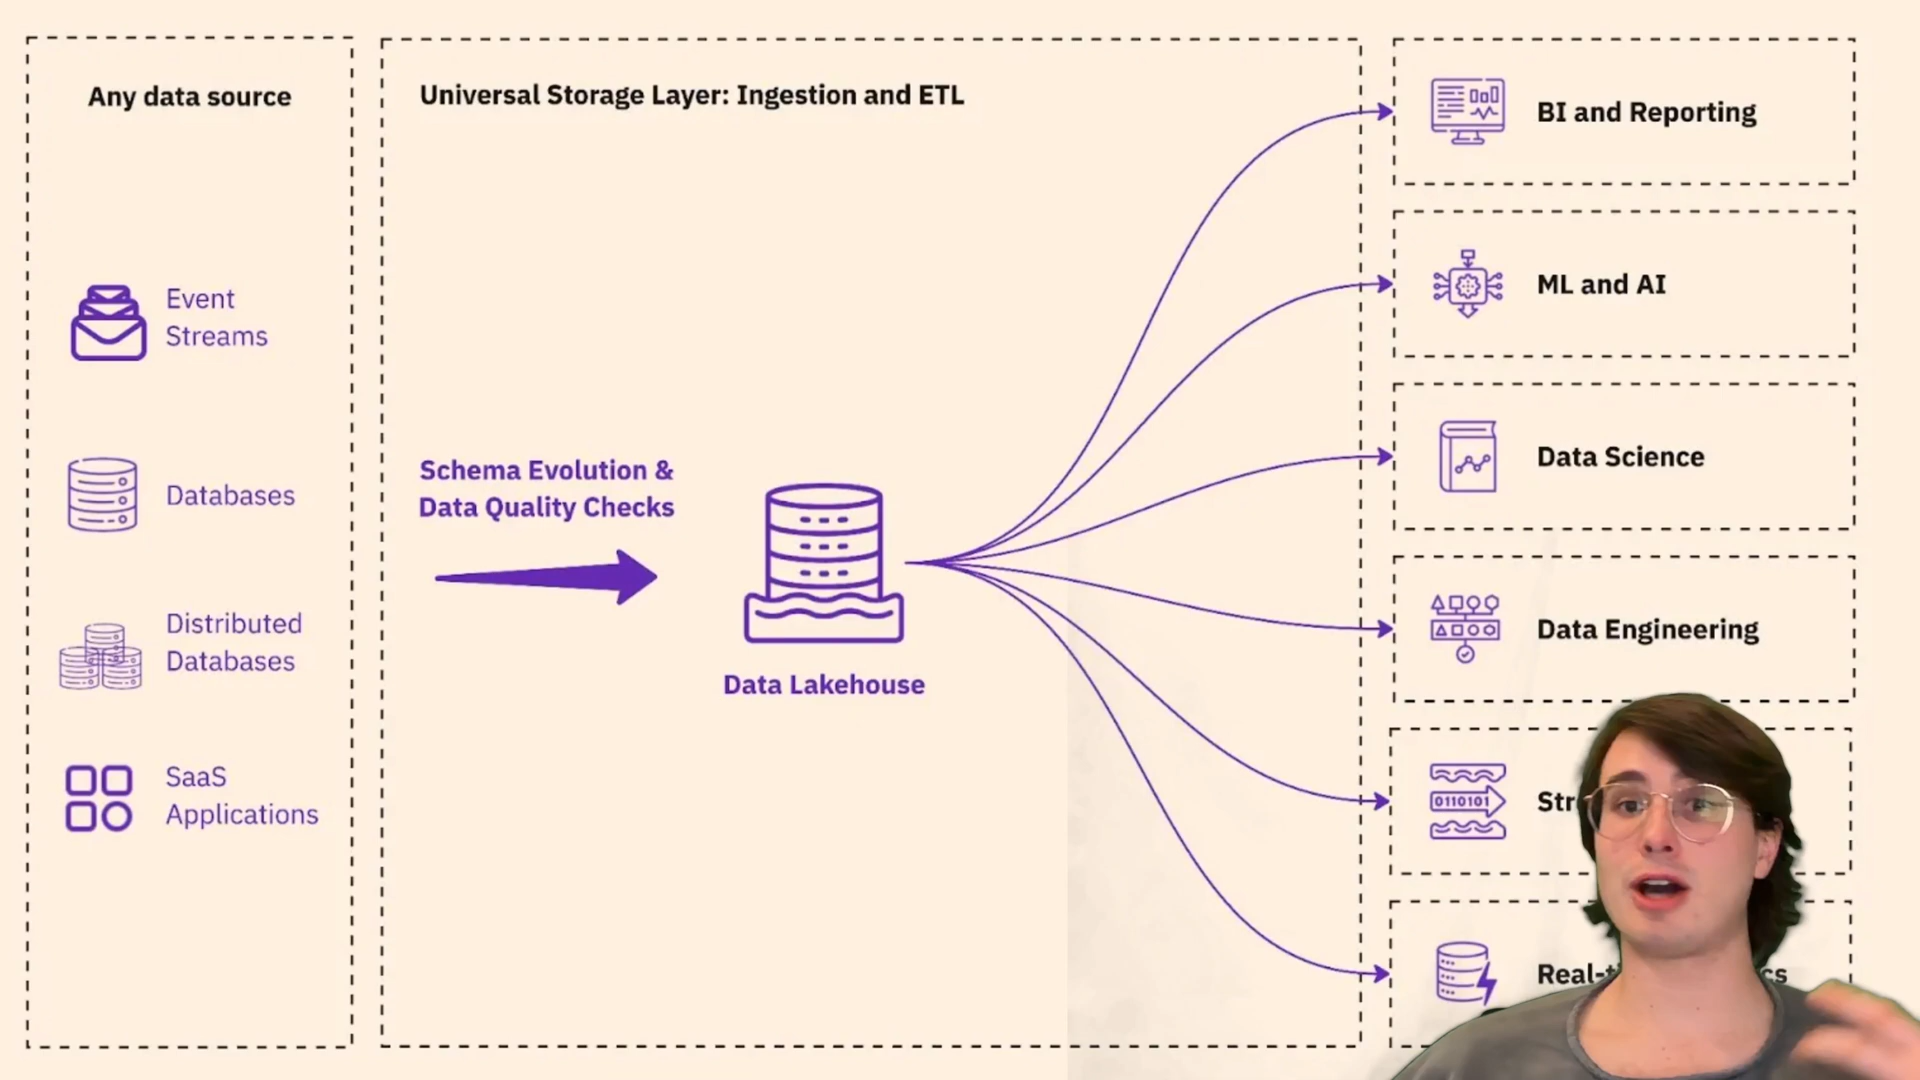 Any data source
Event
Streams
Databases
Distributed
Databases
SaaS
Applications
Universal Storage Layer: Ingestion and ETL
Schema Evolution &
Data Quality Checks
Data Lakehouse
BI and Reporting
ML and AI
Data Science
Data Engineering
0110101